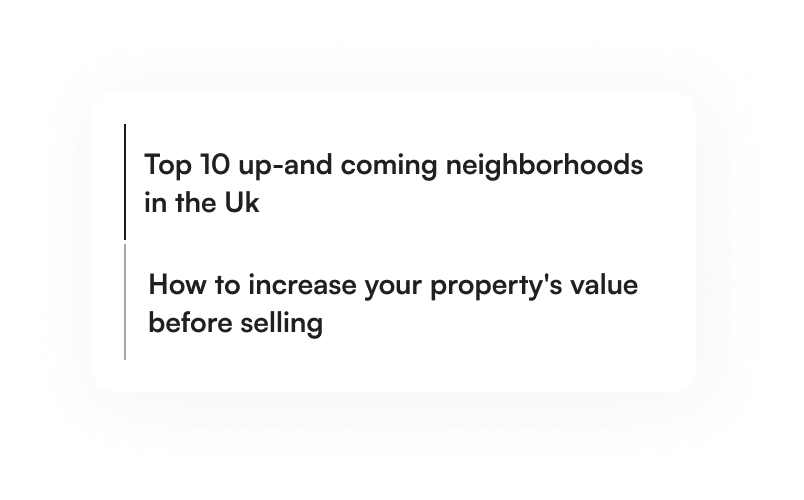 Top 10 up-and coming neighborhoods
in the Uk
How to increase your property's value
before selling